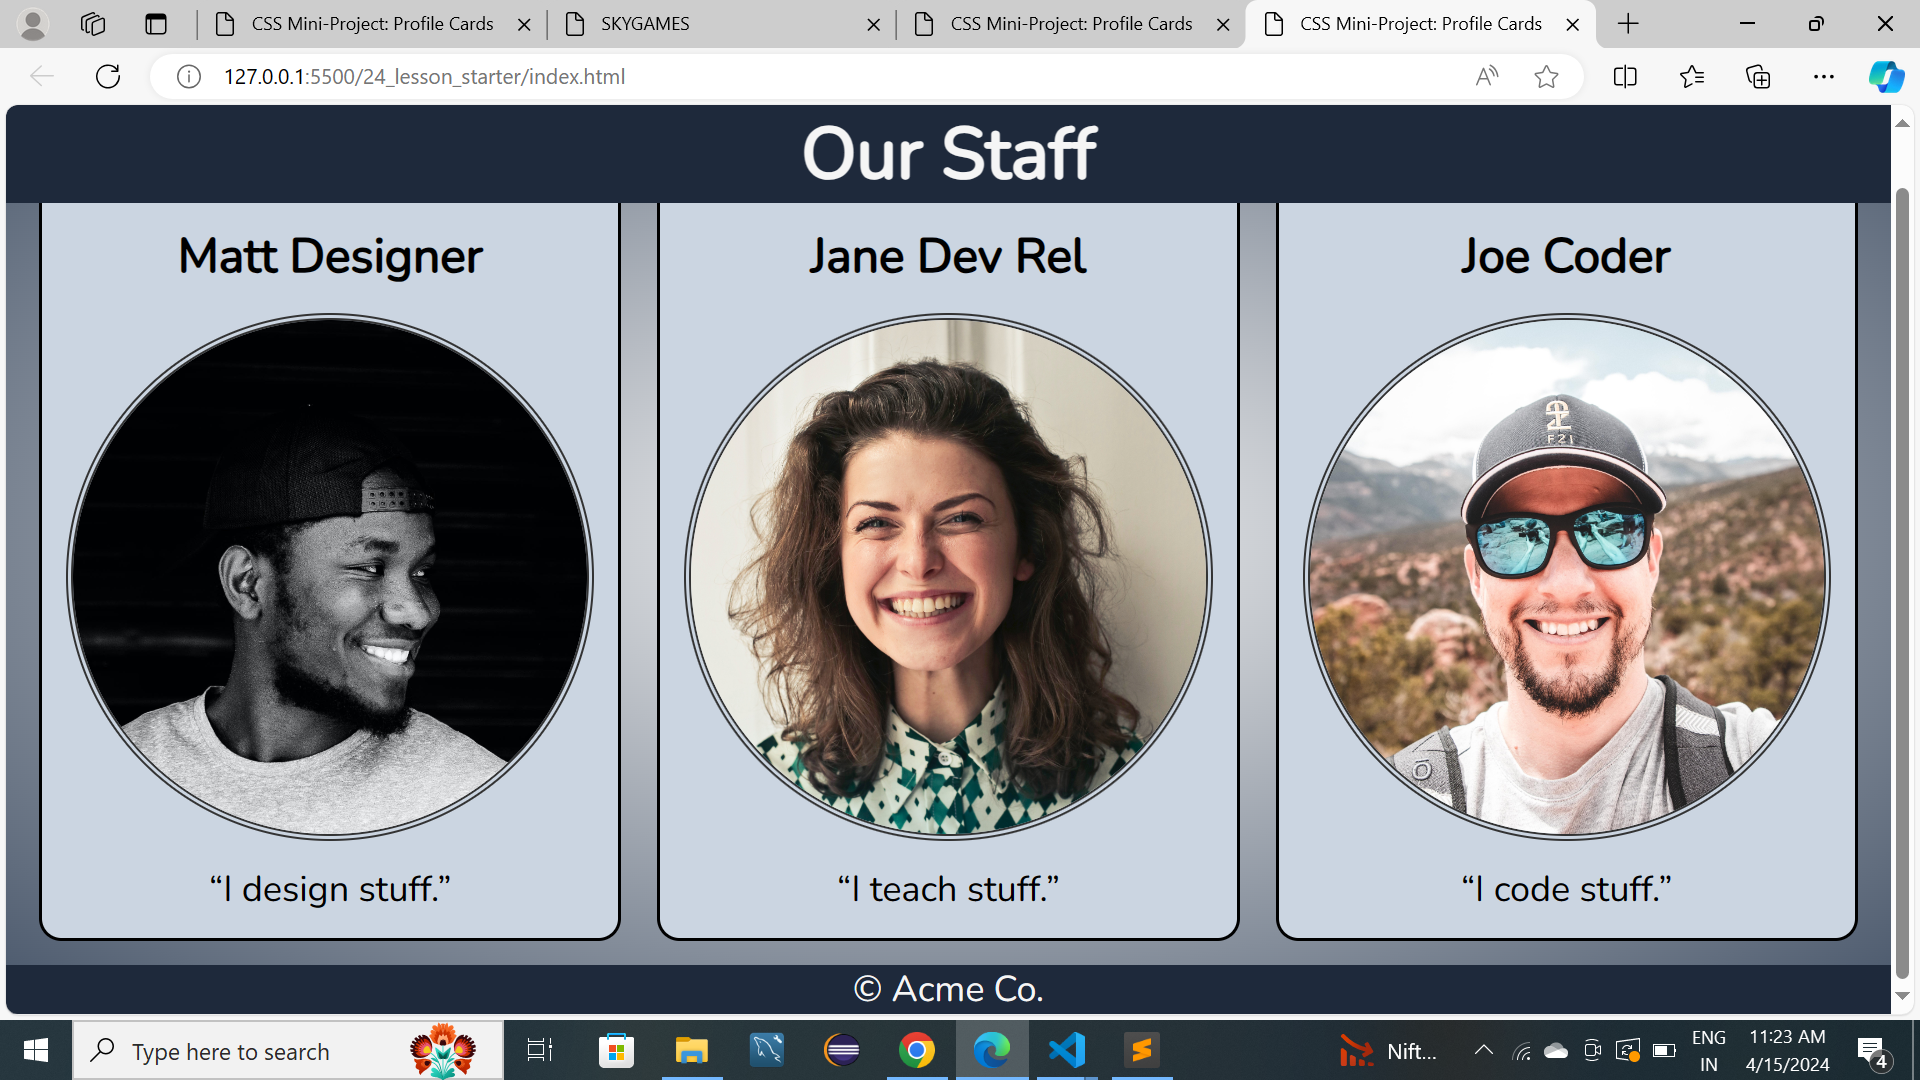 CSS Mini-Project: Profile Cards
SKYGAMES
CSS Mini-Project: Profile Cards
CSS Mini-Project: Profile Cards
127.0.0.1:5500/24_lesson_starter/index.html
Our Staff
Matt Designer
Jane Dev Rel
Joe Coder
F21
“I design stuff.”
“I teach stuff.”
“I code stuff.”
© Acme Co.
Type here to search
Nift...
ENG
IN
11:23 AM
4/15/2024
4